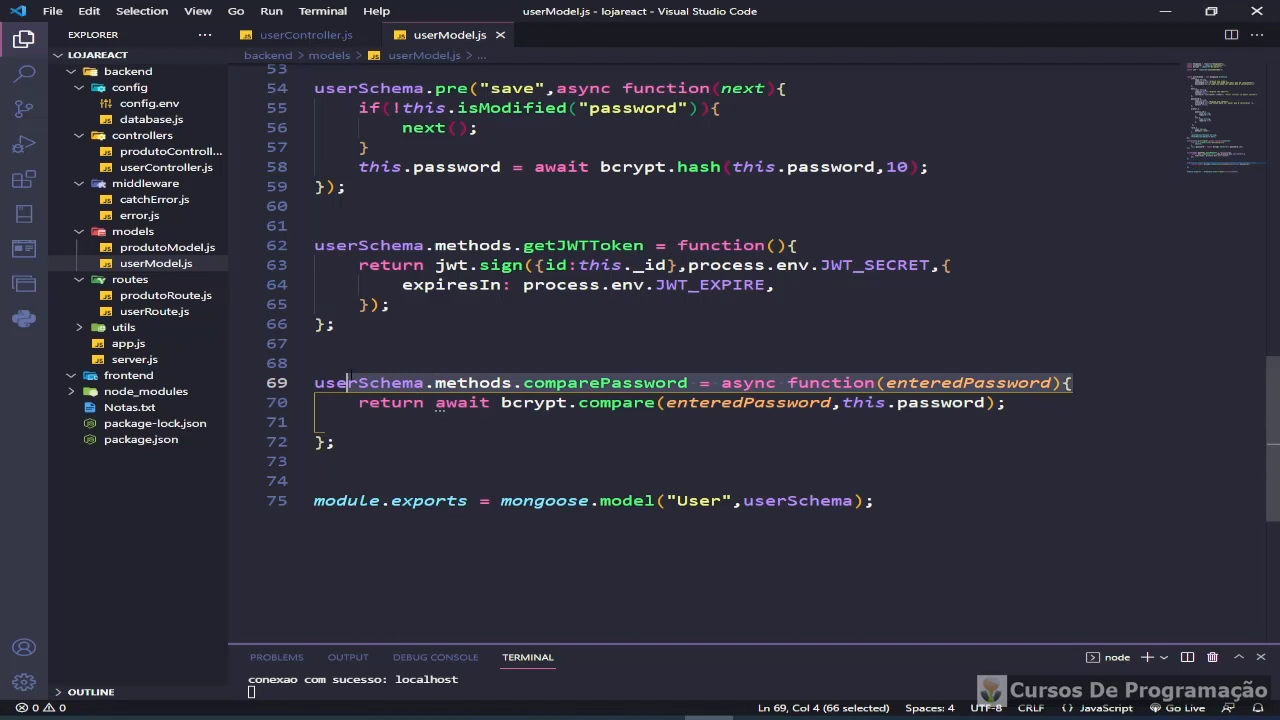 File Edit Selection View Go Run Terminal Help userModel.js - lojareact - Visual Studio Code
EXPLORER ...
userController.js userModel.js
LOJAREACT
backend > models > userModel.js > ...
backend
config
config.env
database.js
controllers
produtoControll...
userController.js
middleware
catchError.js
error.js
models
produtoModel.js
userModel.js
routes
produtoRoute.js
userRoute.js
utils
app.js
server.js
frontend
node_modules
Notas.txt
package-lock.json
package.json
OUTLINE
53
54 userSchema.pre("save",async function(next){
55 if(!this.isModified("password")){
56 next();
57 }
58 this.password = await bcrypt.hash(this.password,10);
59 });
60
61
62 userSchema.methods.getJWTToken = function(){
63 return jwt.sign({id:this._id},process.env.JWT_SECRET,{
64 expiresIn: process.env.JWT_EXPIRE,
65 });
66 };
67
68
69 userSchema.methods.comparePassword = async function(enteredPassword){
70 return await bcrypt.compare(enteredPassword,this.password);
71
72 };
73
74
75 module.exports = mongoose.model("User",userSchema);
PROBLEMS OUTPUT DEBUG CONSOLE TERMINAL node
conexao com sucesso: localhost
Cursos De Programação
0 0 Ln 69, Col 4 (66 selected) Spaces: 4 UTF-8 CRLF {} JavaScript Go Live